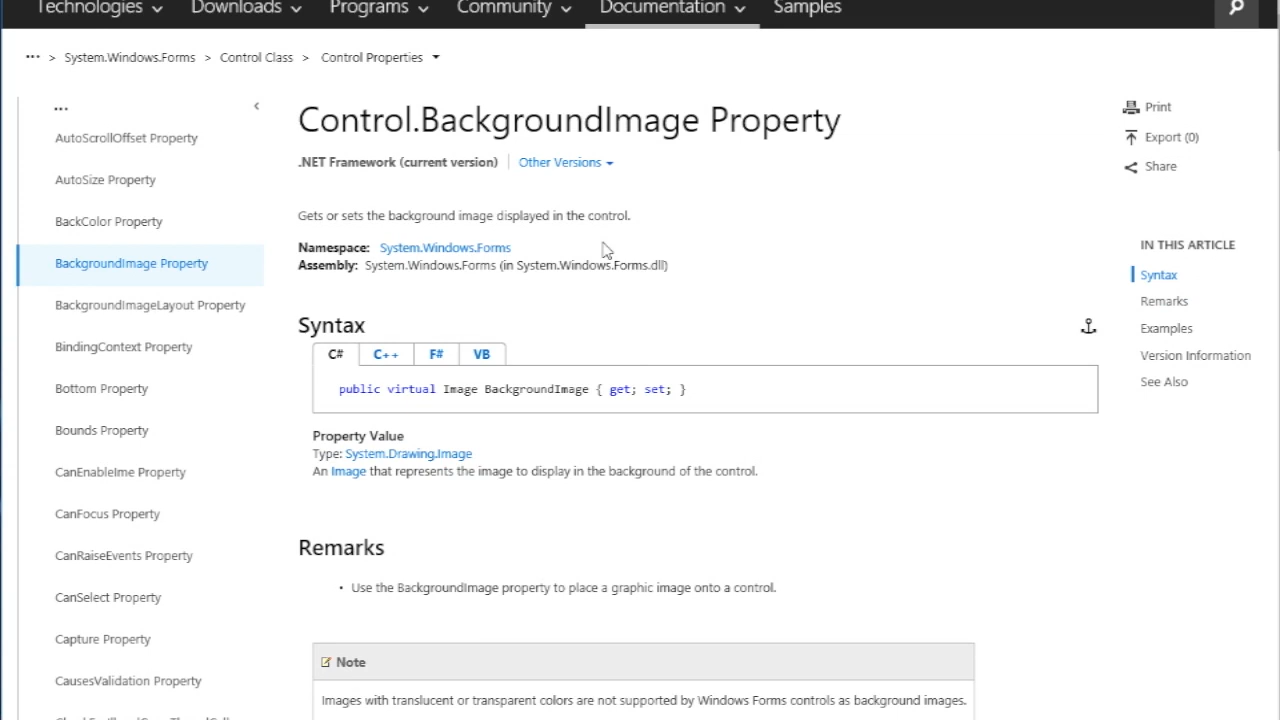 Technologies
Downloads
Programs
Community
Documentation
Samples
... > System.Windows.Forms > Control Class > Control Properties
...
AutoScrollOffset Property
AutoSize Property
BackColor Property
BackgroundImage Property
BackgroundImageLayout Property
BindingContext Property
Bottom Property
Bounds Property
CanEnableIme Property
CanFocus Property
CanRaiseEvents Property
CanSelect Property
Capture Property
CausesValidation Property
Control.BackgroundImage Property
.NET Framework (current version)
Other Versions
Gets or sets the background image displayed in the control.
Namespace: System.Windows.Forms
Assembly: System.Windows.Forms (in System.Windows.Forms.dll)
Syntax
C#
C++
F#
VB
public virtual Image BackgroundImage { get; set; }
Property Value
Type: System.Drawing.Image
An Image that represents the image to display in the background of the control.
Remarks
• Use the BackgroundImage property to place a graphic image onto a control.
Note
Images with translucent or transparent colors are not supported by Windows Forms controls as background images.
Print
Export (0)
Share
IN THIS ARTICLE
Syntax
Remarks
Examples
Version Information
See Also